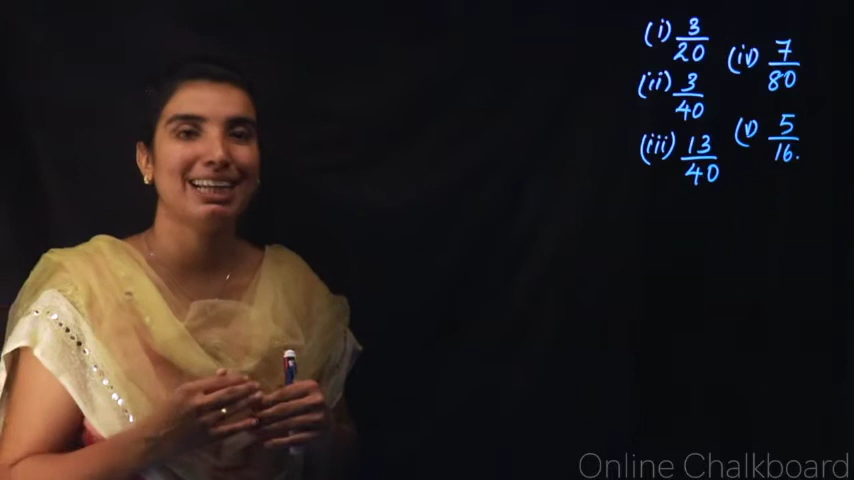 (i) 3/20
(ii) 3/40
(iii) 13/40
(iv) 7/80
(v) 5/16.
Online Chalkboard